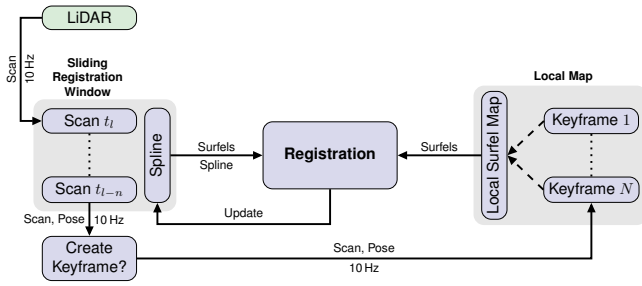 LiDAR
Scan
10 Hz
Sliding
Registration
Window
Scan t_l
Scan t_{l−n}
Spline
Surfels
Spline
Registration
Update
Surfels
Local Map
Local Surfel Map
Keyframe 1
Keyframe N
Scan, Pose 10 Hz
Create
Keyframe?
Scan, Pose
10 Hz